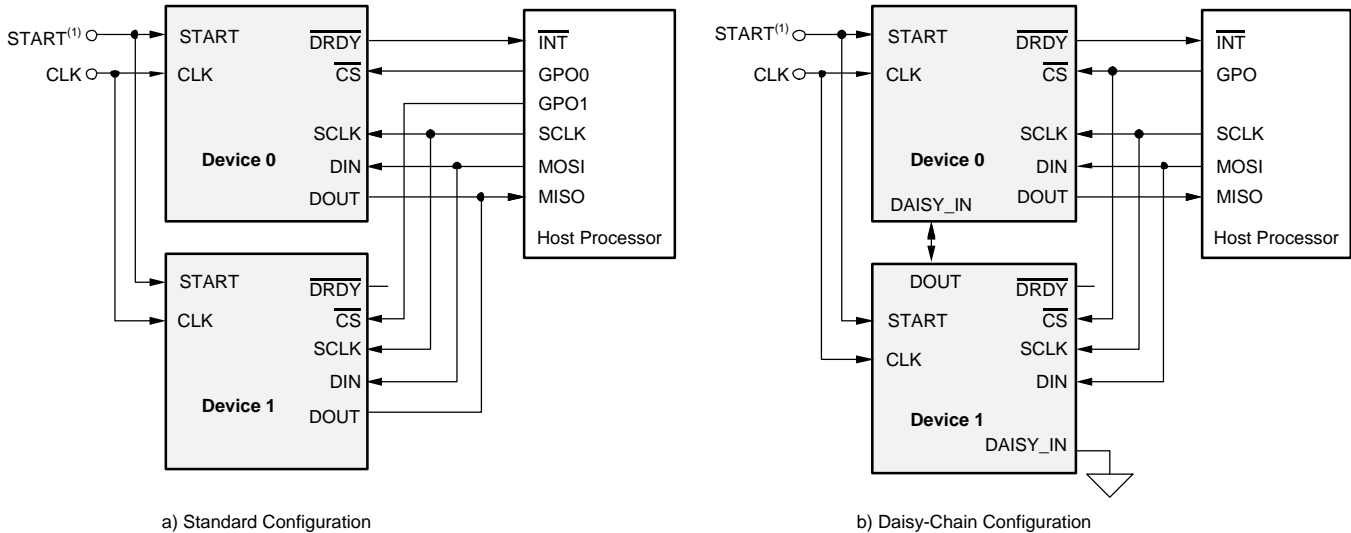 START(1)
CLK
START
CLK
DRDY
CS
SCLK
DIN
DOUT
Device 0
INT
GPO0
GPO1
SCLK
MOSI
MISO
Host Processor
START
CLK
DRDY
CS
SCLK
DIN
DOUT
Device 1
a) Standard Configuration
START(1)
CLK
START
CLK
DRDY
CS
SCLK
DIN
DOUT
Device 0
DAISY_IN
INT
GPO
SCLK
MOSI
MISO
Host Processor
DOUT
START
CLK
DRDY
CS
SCLK
DIN
Device 1
DAISY_IN
b) Daisy-Chain Configuration